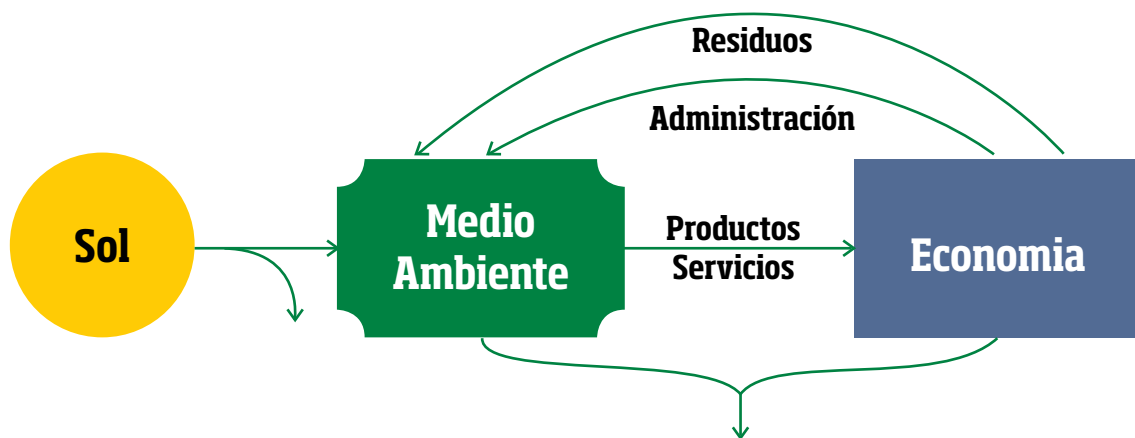 Residuos
Administración
Sol
Medio
Ambiente
Productos
Servicios
Economia